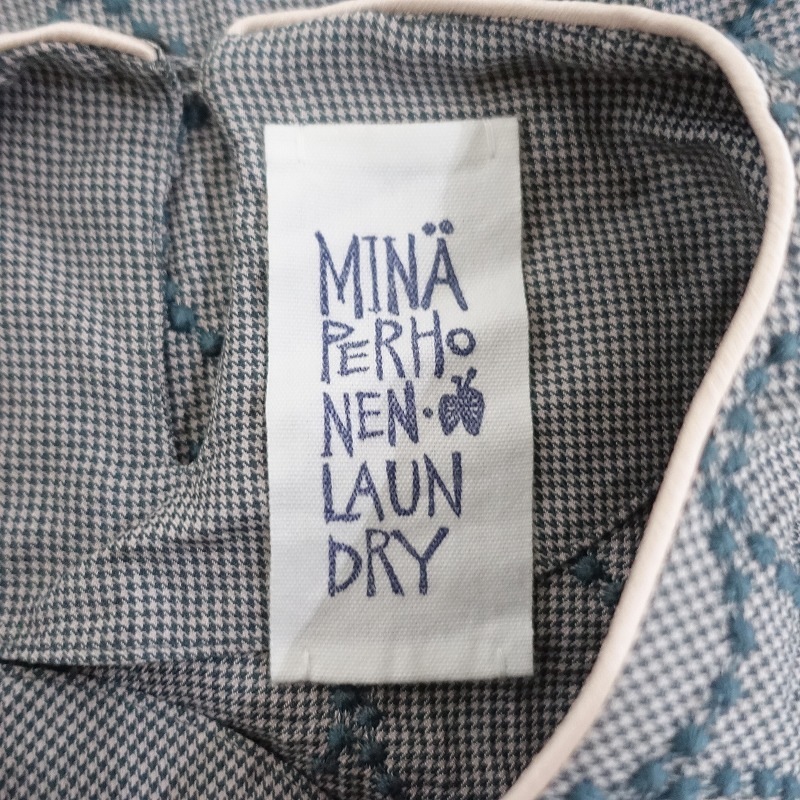 MINÄ
PERHO
NEN·
LAUN
DRY